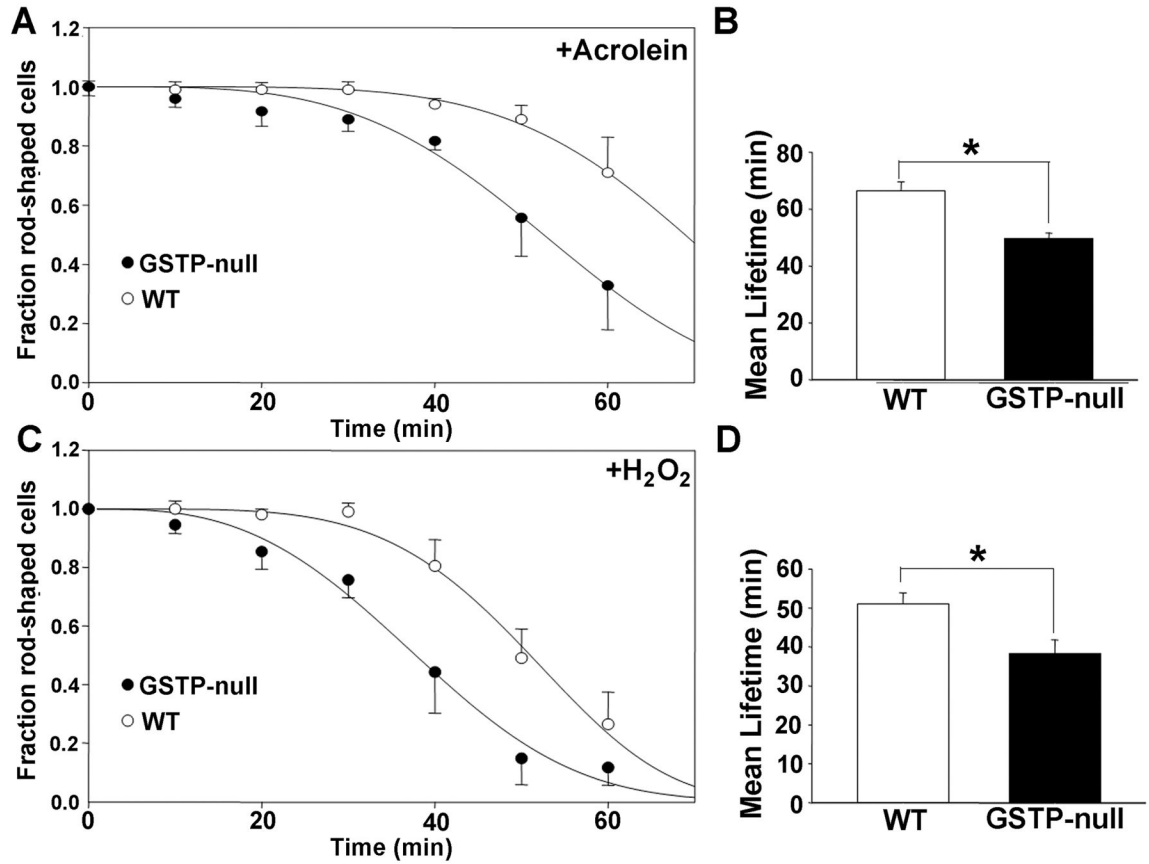 A
B
+Acrolein
Fraction rod-shaped cells
1.2
1.0
0.8
0.6
0.4
0.2
0.0
GSTP-null
WT
0
20
40
60
Time (min)
Mean Lifetime (min)
80
60
40
20
0
*
WT
GSTP-null
C
D
+H₂O₂
Fraction rod-shaped cells
1.2
1.0
0.8
0.6
0.4
0.2
0.0
GSTP-null
WT
0
20
40
60
Time (min)
Mean Lifetime (min)
60
50
40
30
20
10
0
*
WT
GSTP-null